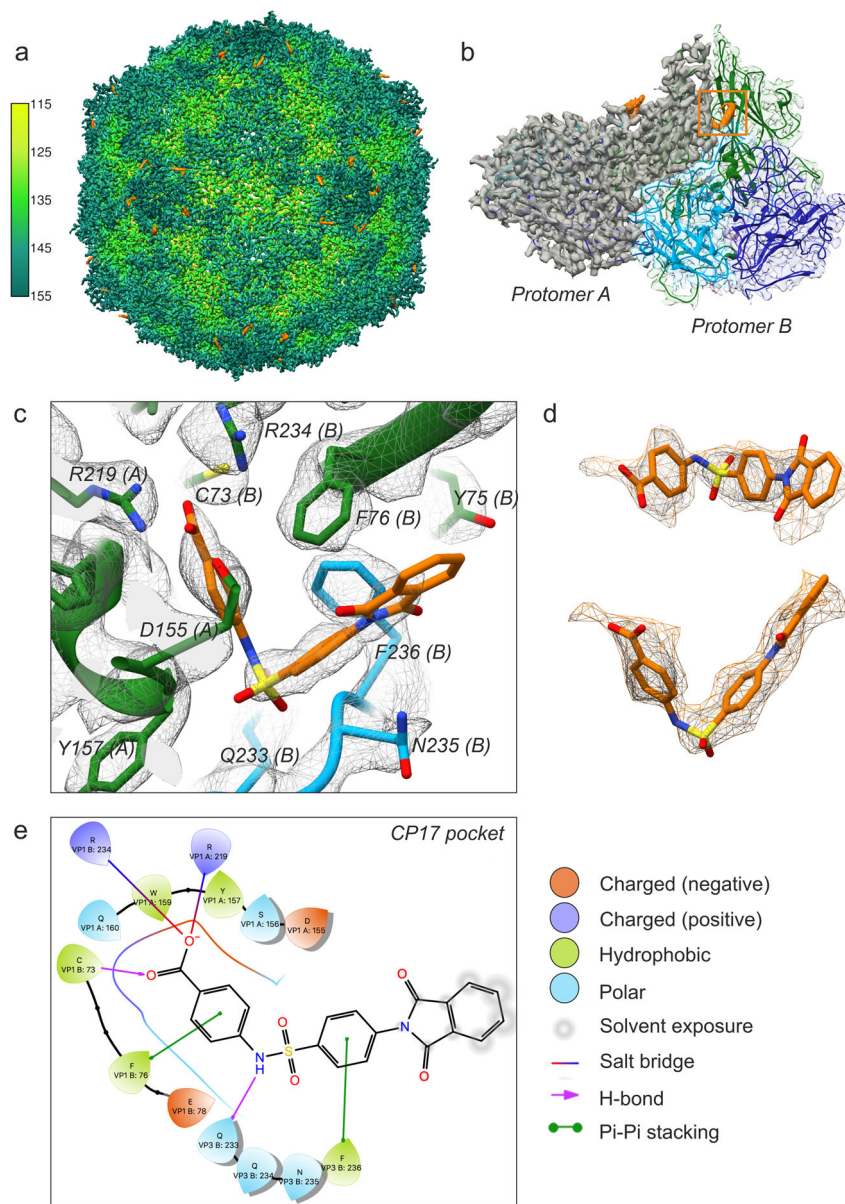 a
115
125
135
145
155
b
Protomer A
Protomer B
c
R234 (B)
R219 (A)
C73 (B)
Y75 (B)
F76 (B)
D155 (A)
F236 (B)
Y157 (A)
Q233 (B)
N235 (B)
d
e
CP17 pocket
R
VP1 B: 234
R
VP1 A: 219
W
VP1 A: 159
Y
VP1 A: 157
Q
VP1 A: 160
S
VP1 A: 156
D
VP1 A: 155
C
VP1 B: 73
O−
O
O
O
O
S
N
N
H
O
F
VP1 B: 76
E
VP1 B: 78
Q
VP3 B: 233
Q
VP3 B: 234
N
VP3 B: 235
F
VP3 B: 236
Charged (negative)
Charged (positive)
Hydrophobic
Polar
Solvent exposure
Salt bridge
H-bond
Pi-Pi stacking